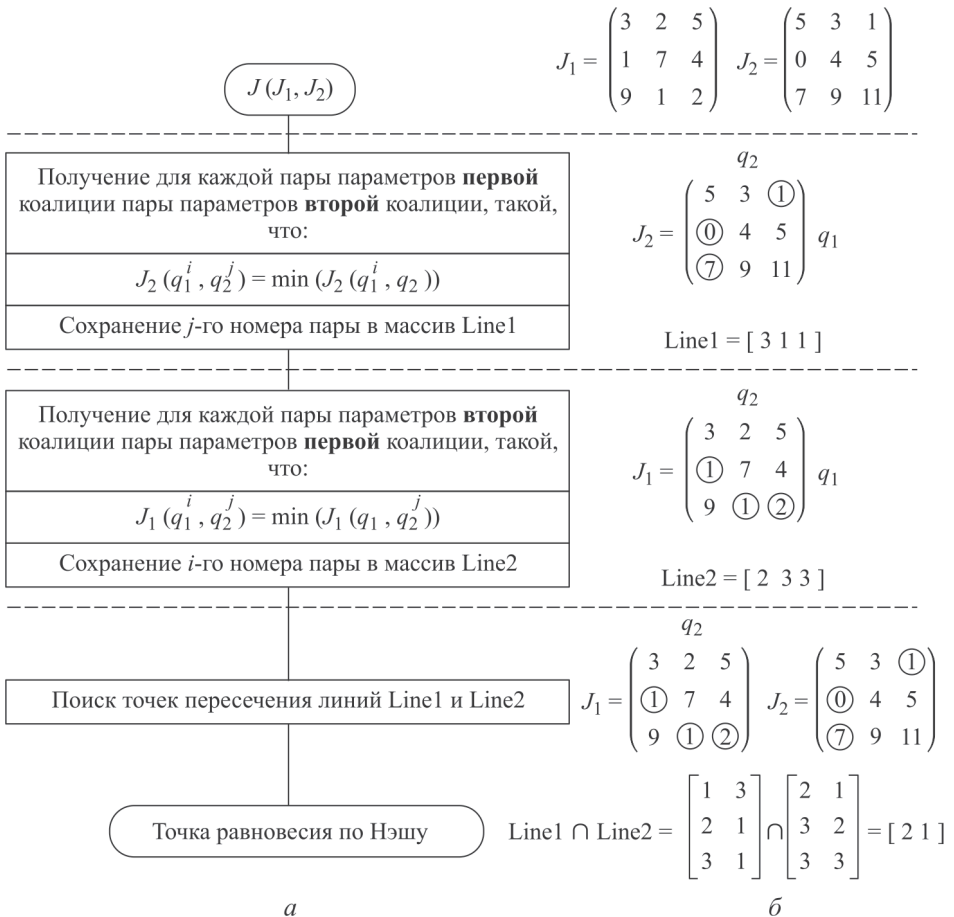 J (J1, J2)
J1 = ( 3 2 5
1 7 4
9 1 2 )
J2 = ( 5 3 1
0 4 5
7 9 11 )
Получение для каждой пары параметров первой
коалиции пары параметров второй коалиции, такой,
что:
J2 (q1^i , q2^j) = min (J2 (q1^i , q2 ))
Сохранение j-го номера пары в массив Line1
q2
J2 = ( 5 3 1
0 4 5
7 9 11 ) q1
Line1 = [ 3 1 1 ]
Получение для каждой пары параметров второй
коалиции пары параметров первой коалиции, такой,
что:
J1 (q1^i , q2^j) = min (J1 (q1 , q2^j))
Сохранение i-го номера пары в массив Line2
q2
J1 = ( 3 2 5
1 7 4
9 1 2 ) q1
Line2 = [ 2 3 3 ]
Поиск точек пересечения линий Line1 и Line2
q2
J1 = ( 3 2 5
1 7 4
9 1 2 )
J2 = ( 5 3 1
0 4 5
7 9 11 )
Точка равновесия по Нэшу
Line1 ∩ Line2 = [ 1 3
2 1
3 1 ] ∩ [ 2 1
3 2
3 3 ] = [ 2 1 ]
а
б